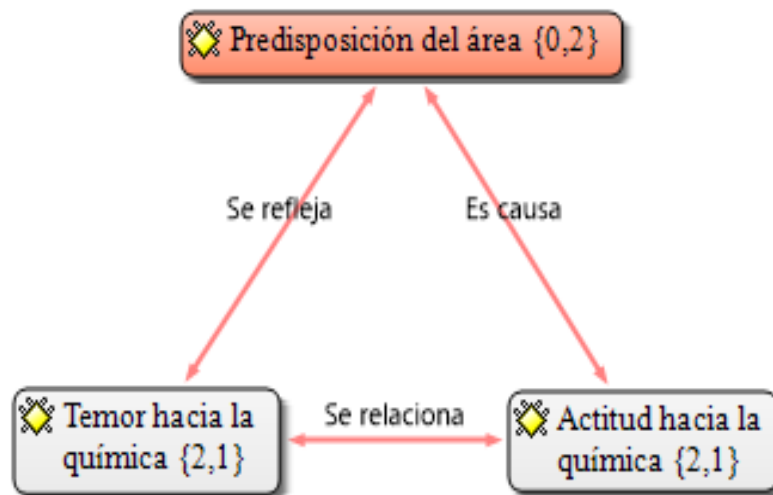 Predisposición del área {0,2}
Se refleja
Es causa
Temor hacia la
química {2,1}
Se relaciona
Actitud hacia la
química {2,1}